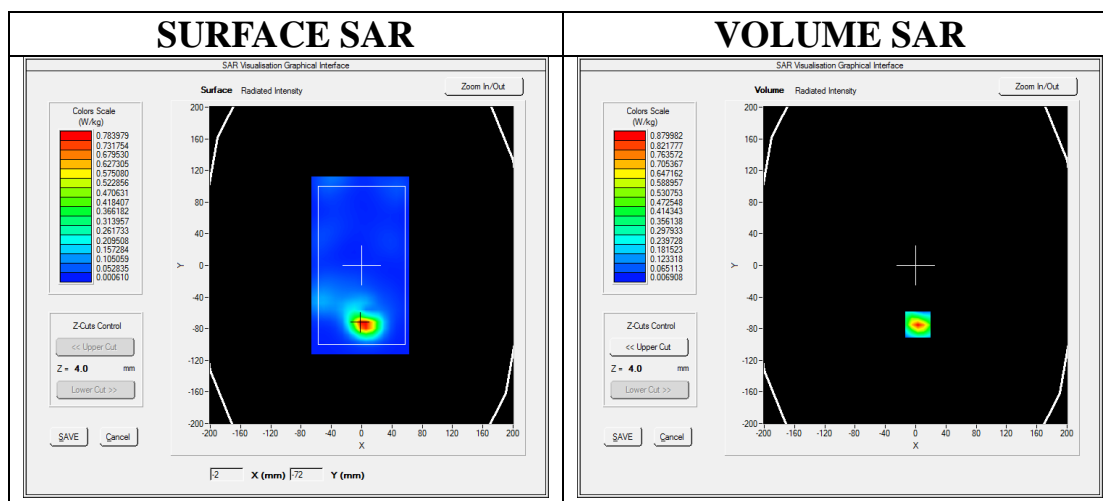 SURFACE SAR
SAR Visualisation Graphical Interface
Surface Radiated Intensity
Zoom In/Out
Colors Scale
(W/kg)
0.783979
0.731754
0.679530
0.627305
0.575080
0.522856
0.470631
0.418407
0.366182
0.313957
0.261733
0.209508
0.157284
0.105059
0.052835
0.000610
Z-Cuts Control
<< Upper Cut
Z = 4.0 mm
Lower Cut >>
SAVE Cancel
200
160
120
80
40
0
-40
-80
-120
-160
-200
Y
-200 -160 -120 -80 -40 0 40 80 120 160 200
X
-2 X (mm) -72 Y (mm)
VOLUME SAR
SAR Visualisation Graphical Interface
Volume Radiated Intensity
Zoom In/Out
Colors Scale
(W/kg)
0.879982
0.821777
0.763572
0.705367
0.647162
0.588957
0.530753
0.472548
0.414343
0.356138
0.297933
0.239728
0.181523
0.123318
0.065113
0.006908
Z-Cuts Control
<< Upper Cut
Z = 4.0 mm
Lower Cut >>
SAVE Cancel
200
160
120
80
40
0
-40
-80
-120
-160
-200
Y
-200 -160 -120 -80 -40 0 40 80 120 160 200
X